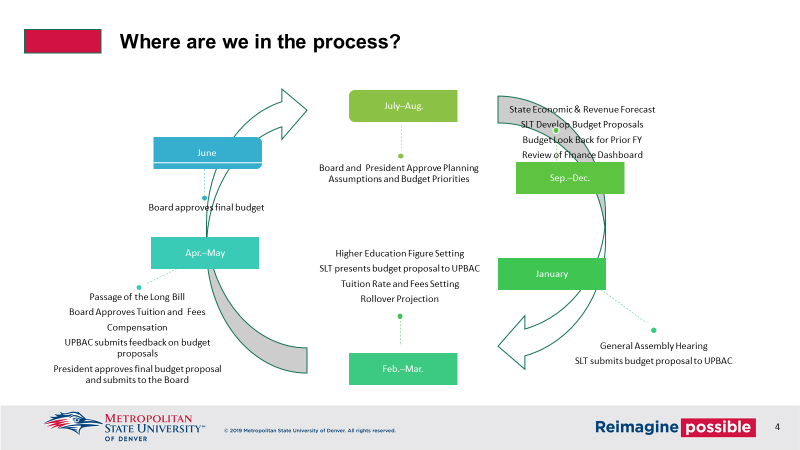 Where are we in the process?
July–Aug.
Board and President Approve Planning
Assumptions and Budget Priorities
State Economic & Revenue Forecast
SLT Develop Budget Proposals
Budget Look Back for Prior FY
Review of Finance Dashboard
Sep.–Dec.
January
General Assembly Hearing
SLT submits budget proposal to UPBAC
Higher Education Figure Setting
SLT presents budget proposal to UPBAC
Tuition Rate and Fees Setting
Rollover Projection
Feb.–Mar.
Apr.–May
Passage of the Long Bill
Board Approves Tuition and Fees
Compensation
UPBAC submits feedback on budget
proposals
President approves final budget proposal
and submits to the Board
June
Board approves final budget
METROPOLITAN
STATE UNIVERSITY™
OF DENVER
© 2019 Metropolitan State University of Denver. All rights reserved.
Reimagine possible
4